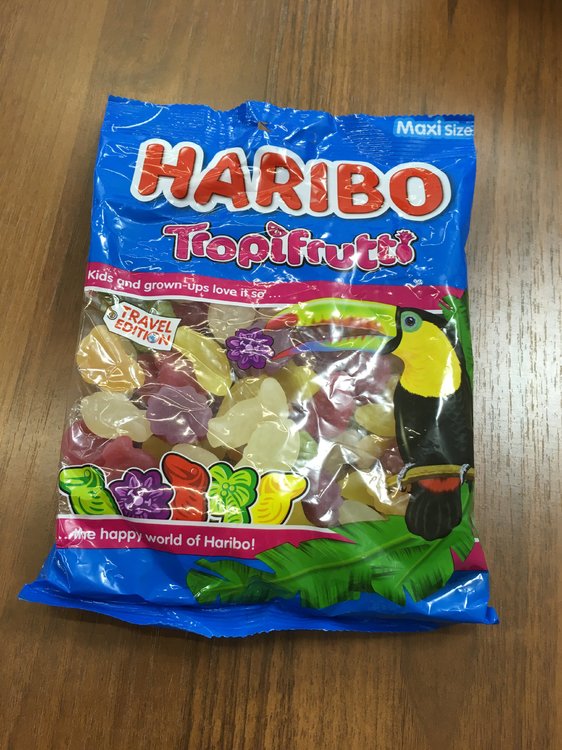 Maxi Size
HARIBO
Tropifrutti
Kids and grown-ups love it so ...
TRAVEL
EDITION
...the happy world of Haribo!